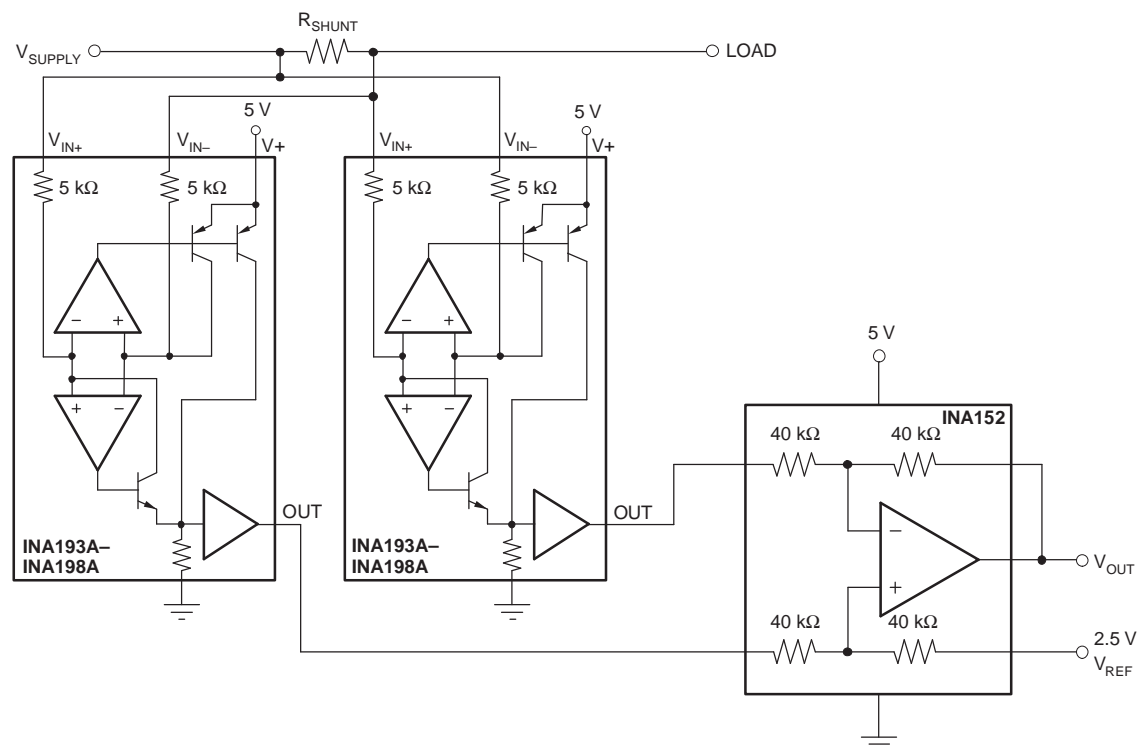 R_SHUNT
V_SUPPLY
LOAD
5 V
5 V
V_IN+
V_IN–
V+
V_IN+
V_IN–
V+
5 kΩ
5 kΩ
5 kΩ
5 kΩ
– +
– +
5 V
+ –
+ –
INA152
40 kΩ
40 kΩ
OUT
OUT
–
INA193A–
INA198A
INA193A–
INA198A
V_OUT
+
40 kΩ
40 kΩ
2.5 V
V_REF